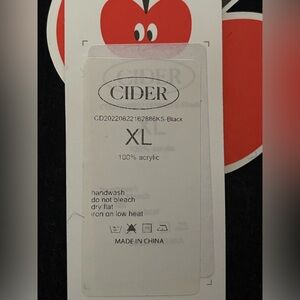 CIDER
CD20220622162886KS-Black
XL
100% acrylic
handwash
do not bleach
dry flat
iron on low heat
MADE IN CHINA